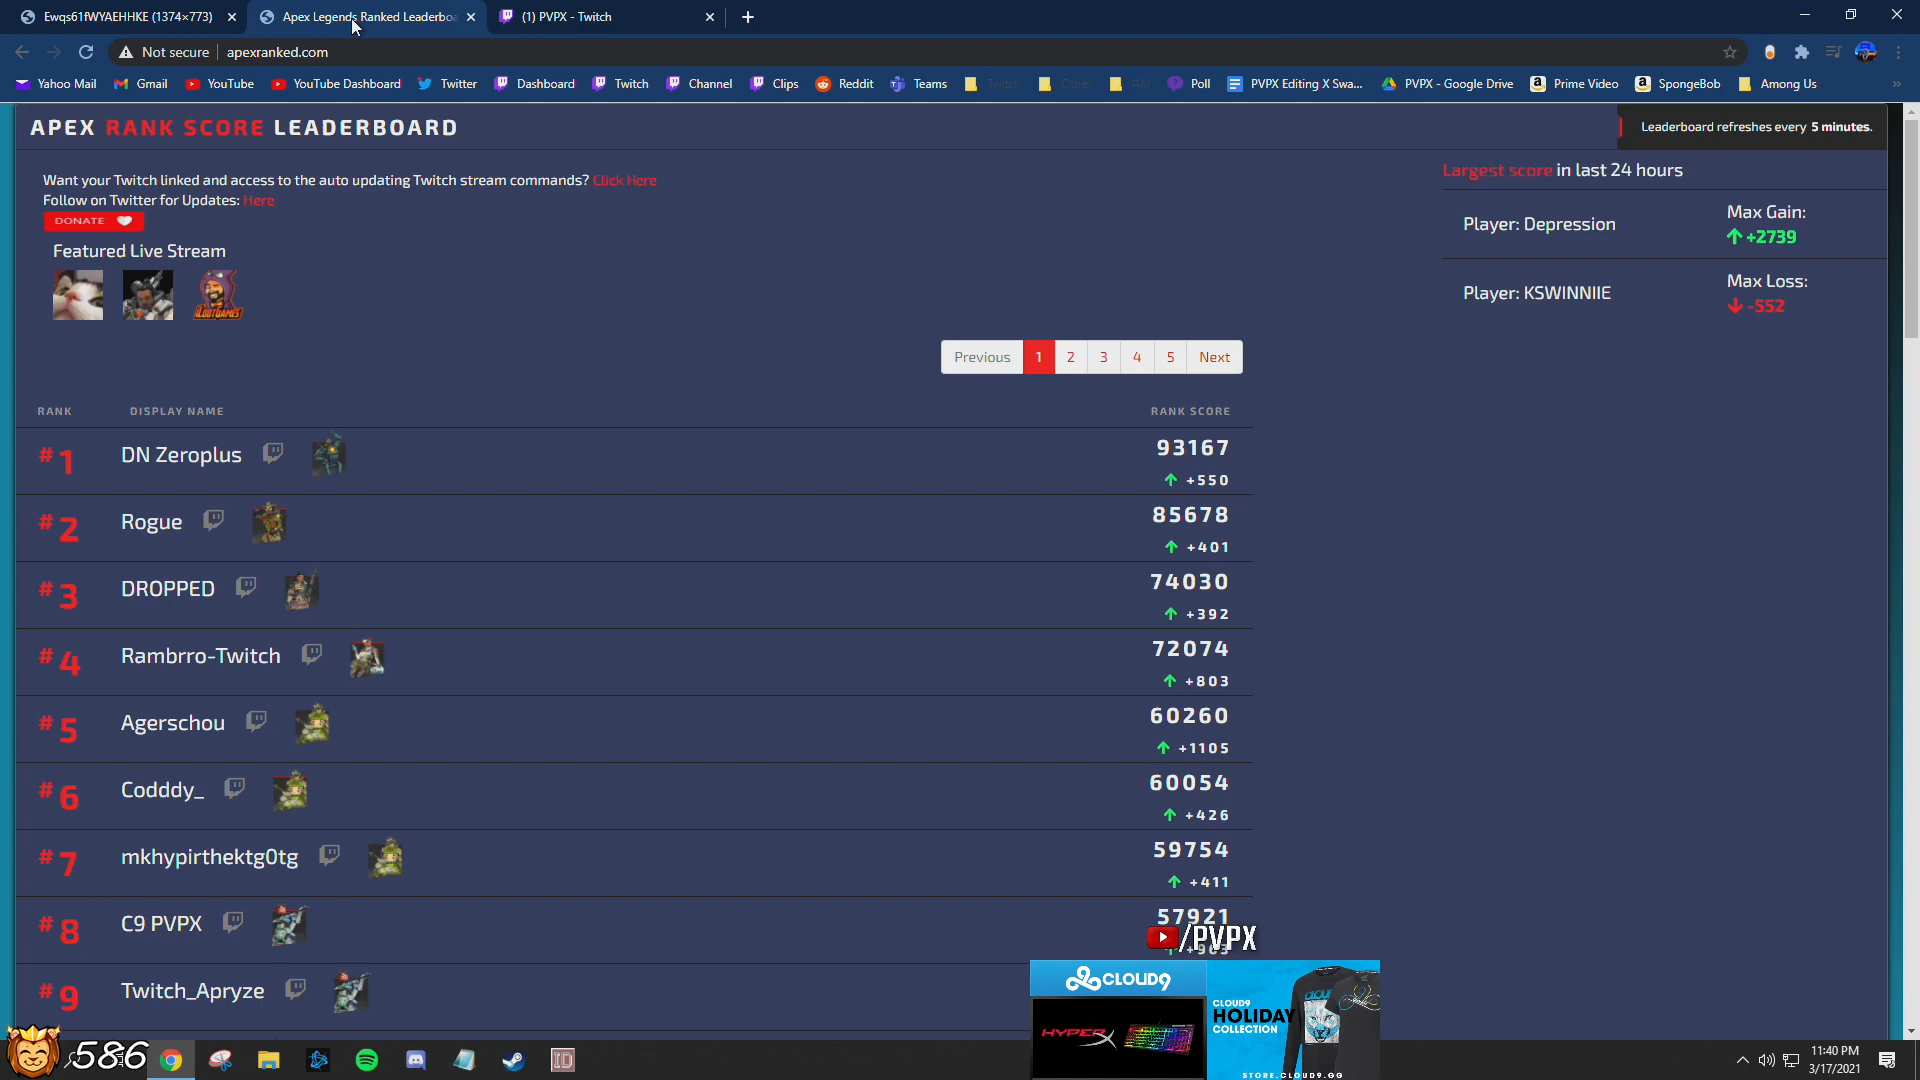 Ewqs61fWYAEHHKE (1374×773)
Apex Legends Ranked Leaderbo
(1) PVPX - Twitch
Not secure
apexranked.com
Yahoo Mail
Gmail
YouTube
YouTube Dashboard
Twitter
Dashboard
Twitch
Channel
Clips
Reddit
Teams
Twitch
Other
AM
Poll
PVPX Editing X Swa...
PVPX - Google Drive
Prime Video
SpongeBob
Among Us
APEX RANK SCORE LEADERBOARD
Leaderboard refreshes every 5 minutes.
Want your Twitch linked and access to the auto updating Twitch stream commands? Click Here
Follow on Twitter for Updates: Here
DONATE
Featured Live Stream
Largest score in last 24 hours
Player: Depression
Max Gain:
+2739
Player: KSWINNIIE
Max Loss:
-552
Previous 1 2 3 4 5 Next
RANK DISPLAY NAME RANK SCORE
#1 DN Zeroplus 93167
+550
#2 Rogue 85678
+401
#3 DROPPED 74030
+392
#4 Rambrro-Twitch 72074
+803
#5 Agerschou 60260
+1105
#6 Codddy_ 60054
+426
#7 mkhypirthektg0tg 59754
+411
#8 C9 PVPX 57921
/PVPX
#9 Twitch_Apryze
CLOUD9
HYPERX
CLOUD9
HOLIDAY
COLLECTION
STORE.CLOUD9.GG
586
ID
11:40 PM
3/17/2021